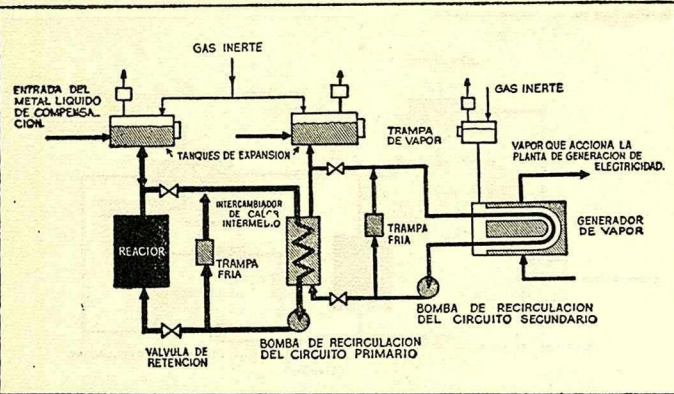 GAS INERTE
ENTRADA DEL
METAL LIQUIDO
DE COMPENSA-
CION
GAS INERTE
TANQUES DE EXPANSION
TRAMPA
DE VAPOR
VAPOR QUE ACCIONA LA
PLANTA DE GENERACION DE
ELECTRICIDAD.
INTERCAMBIADOR
DE CALOR
INTERMEDIO
GENERADOR
DE VAPOR
REACTOR
TRAMPA
FRIA
TRAMPA
FRIA
BOMBA DE RECIRCULACION
DEL CIRCUITO SECUNDARIO
VALVULA DE
RETENCION
BOMBA DE RECIRCULACION
DEL CIRCUITO PRIMARIO